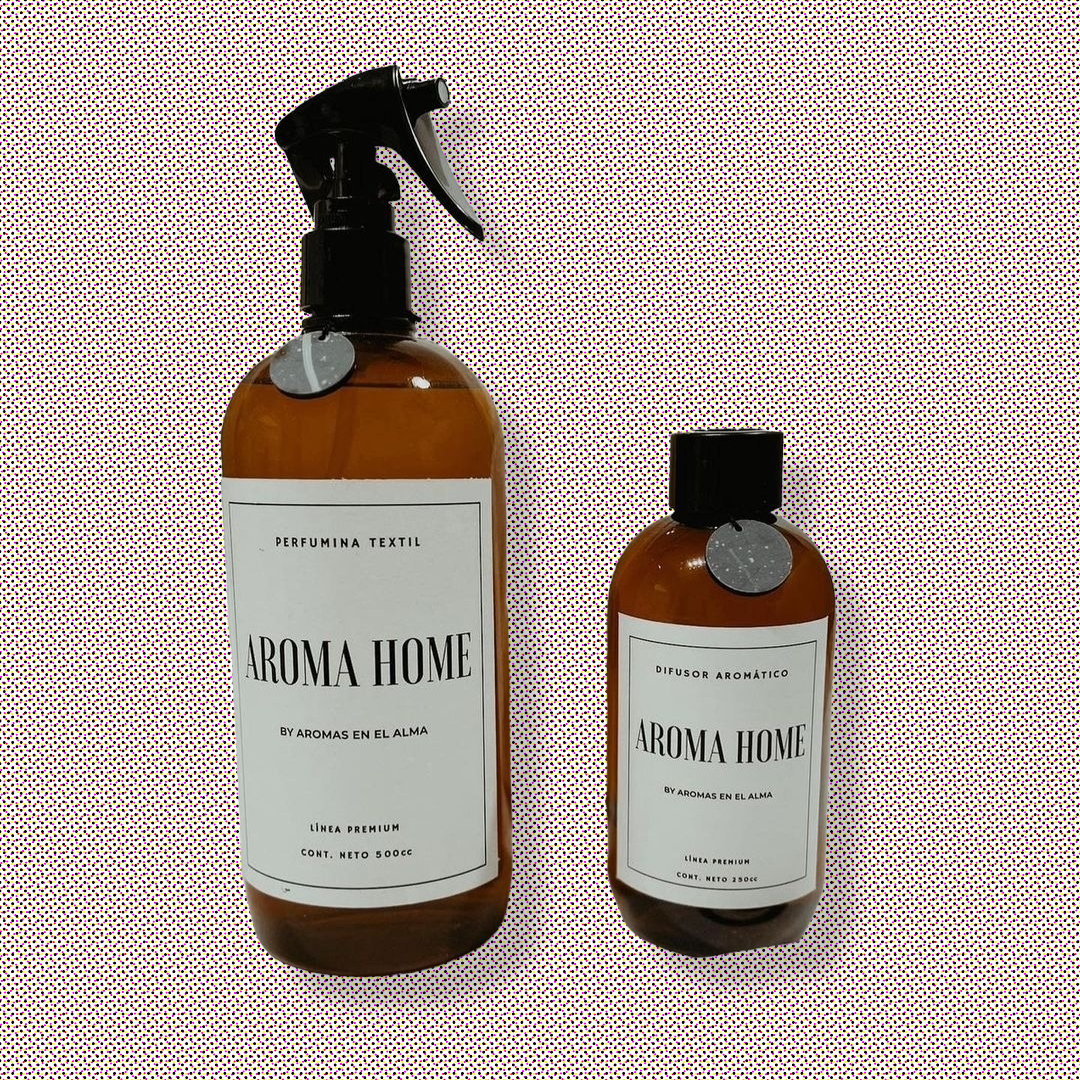 PERFUMINA TEXTIL
AROMA HOME
BY AROMAS EN EL ALMA
LÍNEA PREMIUM
CONT. NETO 500cc
DIFUSOR AROMÁTICO
AROMA HOME
BY AROMAS EN EL ALMA
LÍNEA PREMIUM
CONT. NETO 250cc